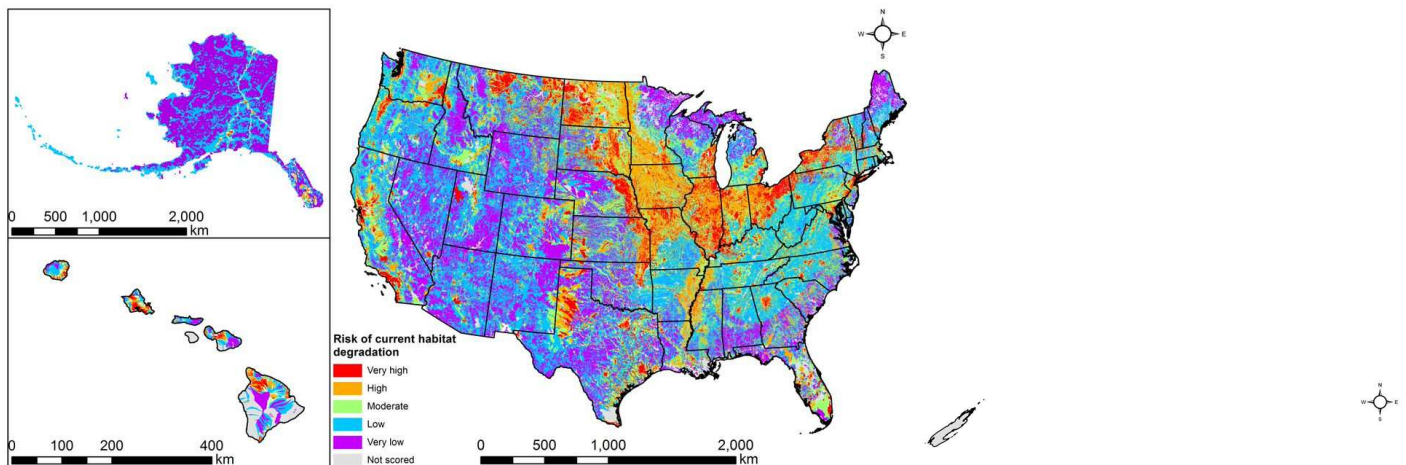 0 500 1,000 2,000
km
0 100 200 400
km
N
W E
S
Risk of current habitat
degradation
Very high
High
Moderate
Low
Very low
Not scored
0 500 1,000 2,000
km
N
W E
S